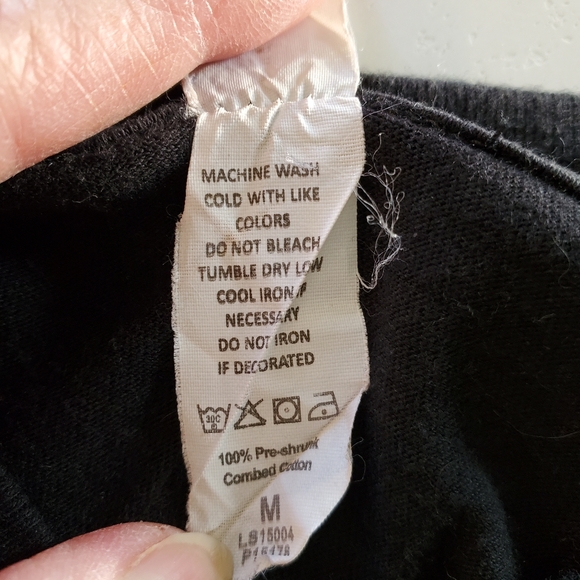 MACHINE WASH
COLD WITH LIKE
COLORS
DO NOT BLEACH
TUMBLE DRY LOW
COOL IRON IF
NECESSARY
DO NOT IRON
IF DECORATED
30C
100% Pre-shrunk
Combed cotton
M
LS15004